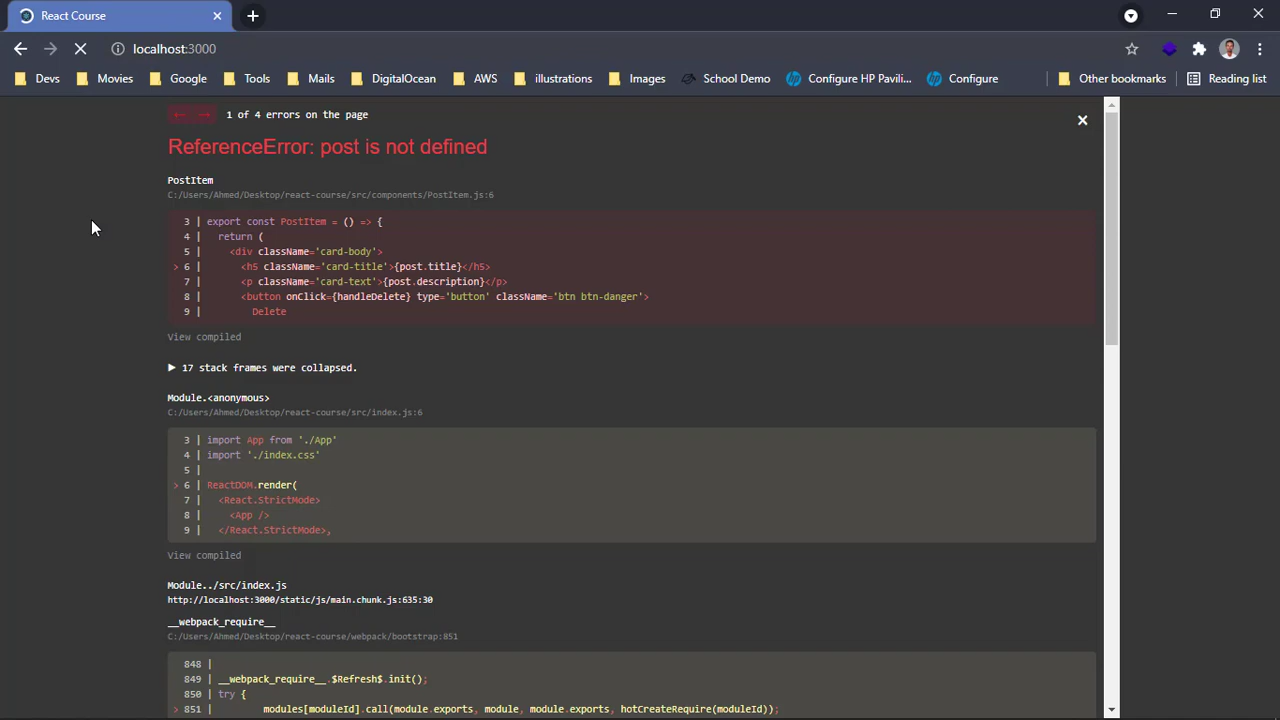 React Course
localhost:3000
Devs Movies Google Tools Mails DigitalOcean AWS illustrations Images School Demo Configure HP Pavili... Configure Other bookmarks Reading list
← → 1 of 4 errors on the page
ReferenceError: post is not defined
PostItem
C:/Users/Ahmed/Desktop/react-course/src/components/PostItem.js:6
3 | export const PostItem = () => {
4 | return (
5 | <div className='card-body'>
> 6 | <h5 className='card-title'>{post.title}</h5>
7 | <p className='card-text'>{post.description}</p>
8 | <button onClick={handleDelete} type='button' className='btn btn-danger'>
9 | Delete
View compiled
▶ 17 stack frames were collapsed.
Module.<anonymous>
C:/Users/Ahmed/Desktop/react-course/src/index.js:6
3 | import App from './App'
4 | import './index.css'
5 |
> 6 | ReactDOM.render(
7 | <React.StrictMode>
8 | <App />
9 | </React.StrictMode>,
View compiled
Module../src/index.js
http://localhost:3000/static/js/main.chunk.js:635:30
__webpack_require__
C:/Users/Ahmed/Desktop/react-course/webpack/bootstrap:851
848 |
849 | __webpack_require__.$Refresh$.init();
850 | try {
> 851 | modules[moduleId].call(module.exports, module, module.exports, hotCreateRequire(moduleId));